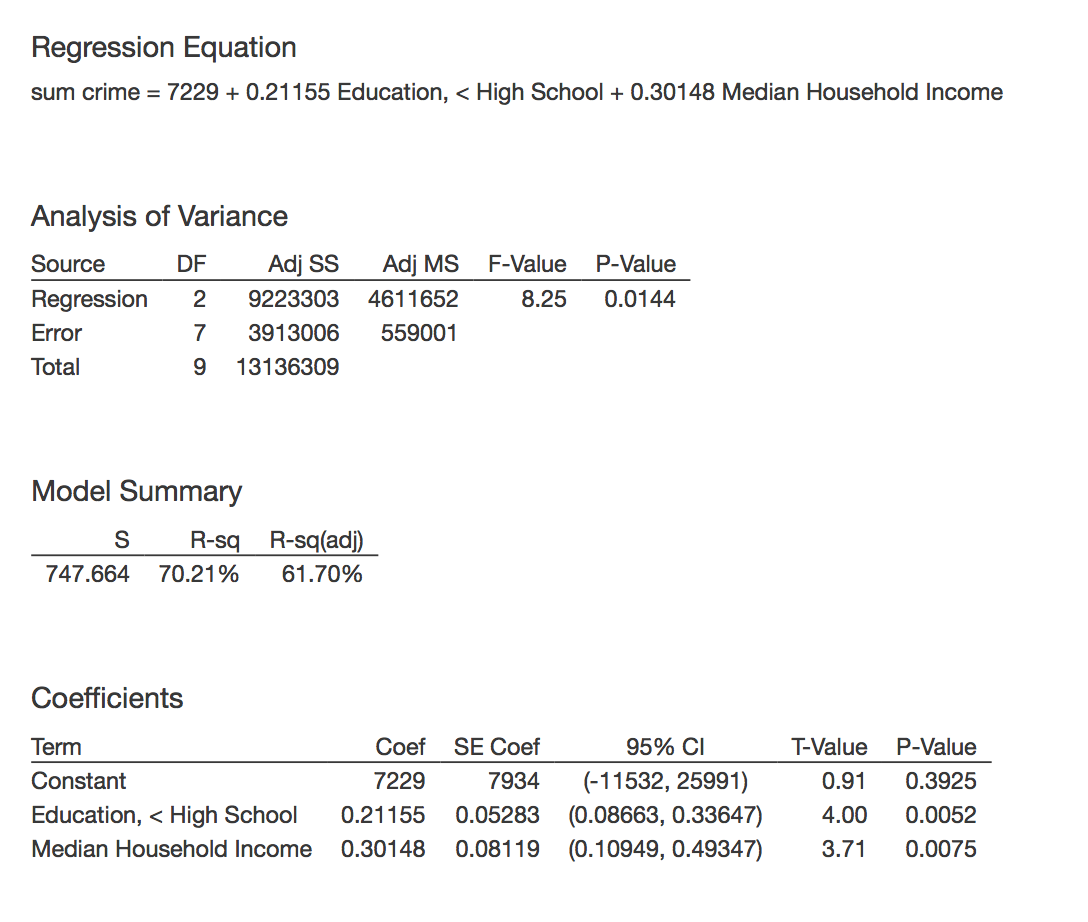 Regression Equation
sum crime = 7229 + 0.21155 Education, < High School + 0.30148 Median Household Income
Analysis of Variance
Source DF Adj SS Adj MS F-Value P-Value
Regression 2 9223303 4611652 8.25 0.0144
Error 7 3913006 559001
Total 9 13136309
Model Summary
S R-sq R-sq(adj)
747.664 70.21% 61.70%
Coefficients
Term Coef SE Coef 95% CI T-Value P-Value
Constant 7229 7934 (-11532, 25991) 0.91 0.3925
Education, < High School 0.21155 0.05283 (0.08663, 0.33647) 4.00 0.0052
Median Household Income 0.30148 0.08119 (0.10949, 0.49347) 3.71 0.0075